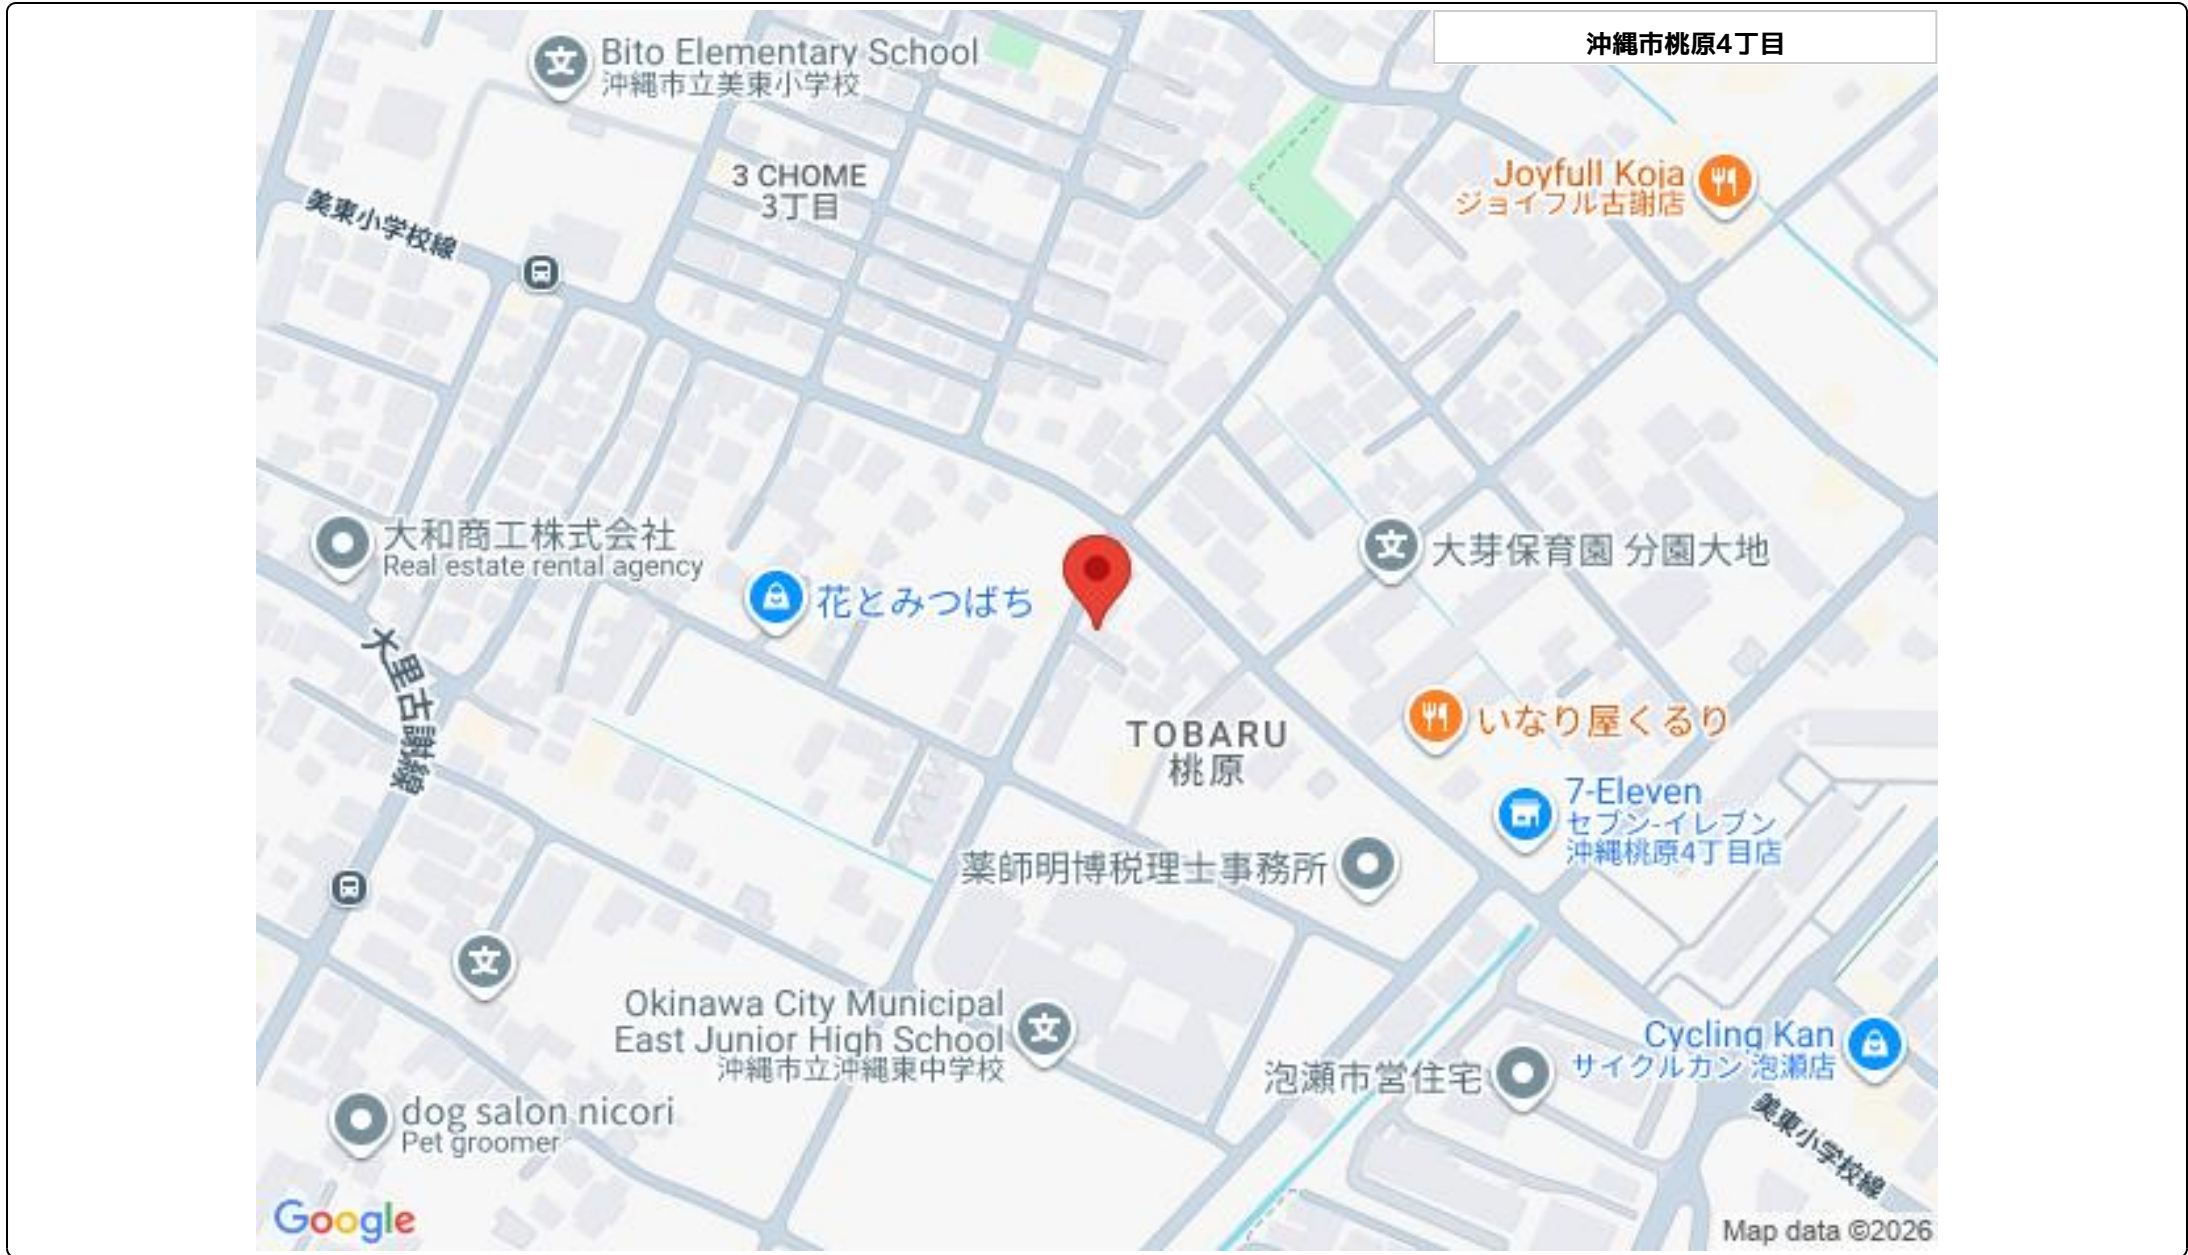 沖縄市桃原4丁目
Bito Elementary School
沖縄市立美東小学校
3 CHOME
3丁目
Joyfull Koja
ジョイフル古謝店
美東小学校線
大和商工株式会社
Real estate rental agency
花とみつばち
大芽保育園 分園大地
大里古謝線
TOBARU
桃原
いなり屋くるり
7-Eleven
セブン-イレブン
沖縄桃原4丁目店
薬師明博税理士事務所
Okinawa City Municipal
East Junior High School
沖縄市立沖縄東中学校
Cycling Kan
サイクルカン 泡瀬店
泡瀬市営住宅
dog salon nicori
Pet groomer
美東小学校線
Google
Map data ©2026